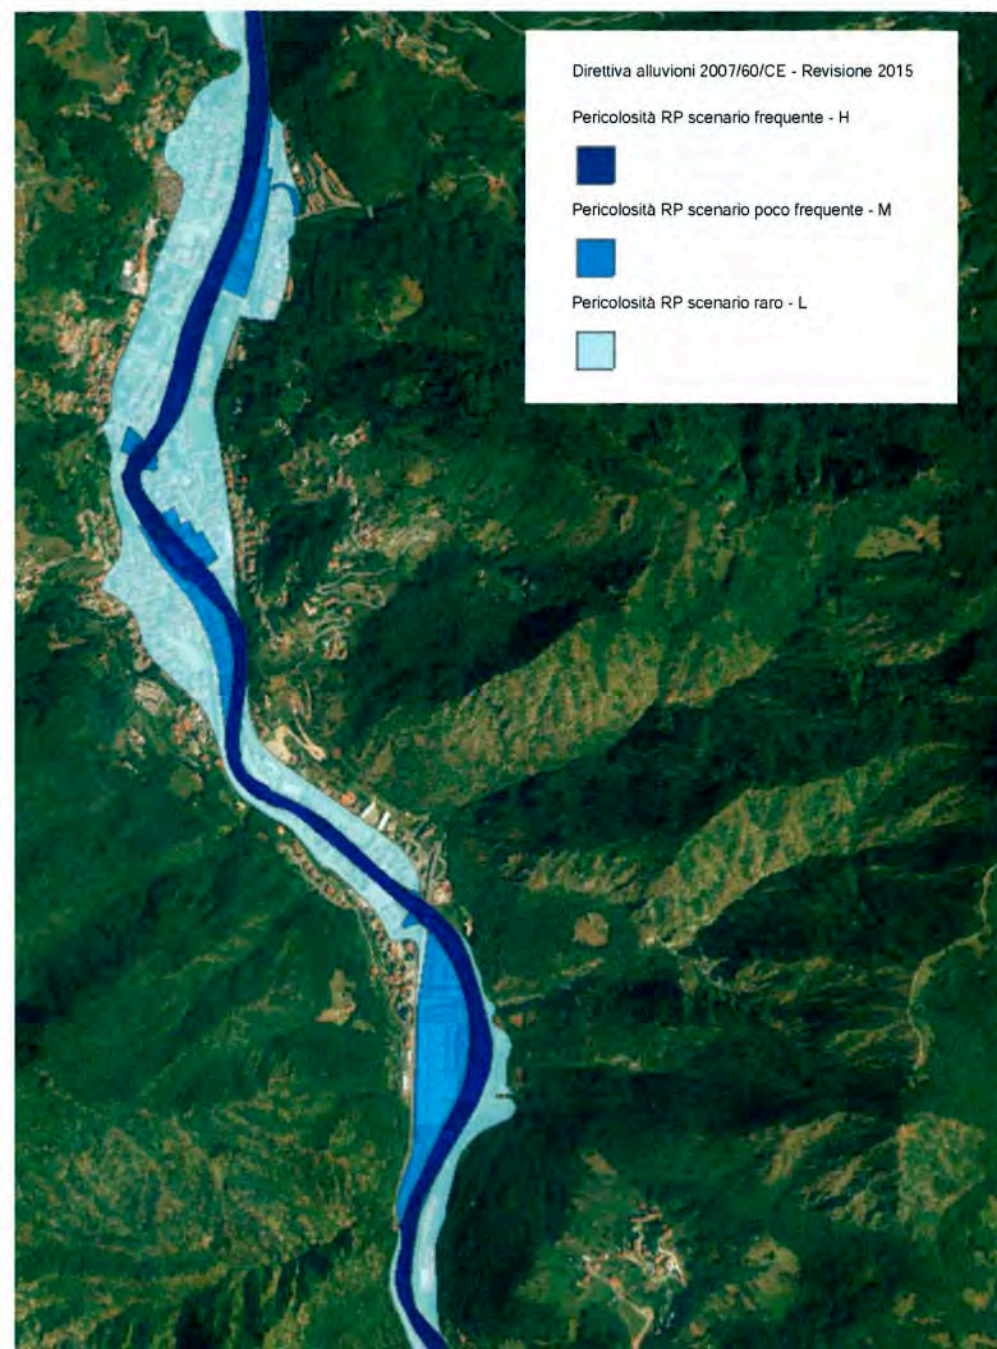 Direttiva alluvioni 2007/60/CE - Revisione 2015
Pericolosità RP scenario frequente - H
Pericolosità RP scenario poco frequente - M
Pericolosità RP scenario raro - L